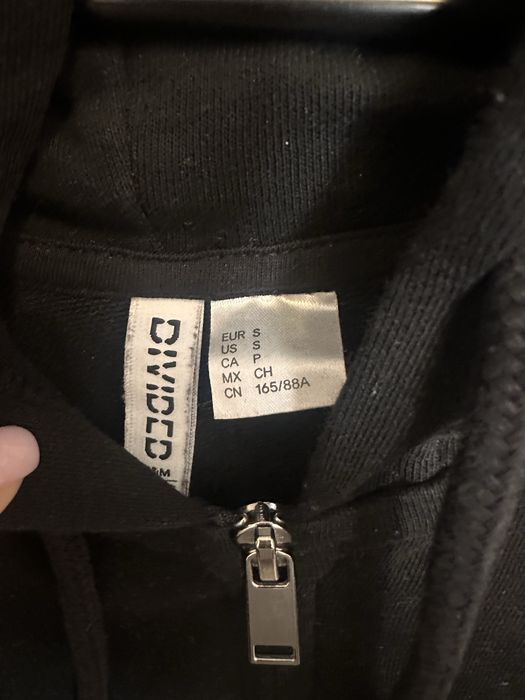 DIVIDED
H&M
EUR S
US S
CA P
MX CH
CN 165/88A